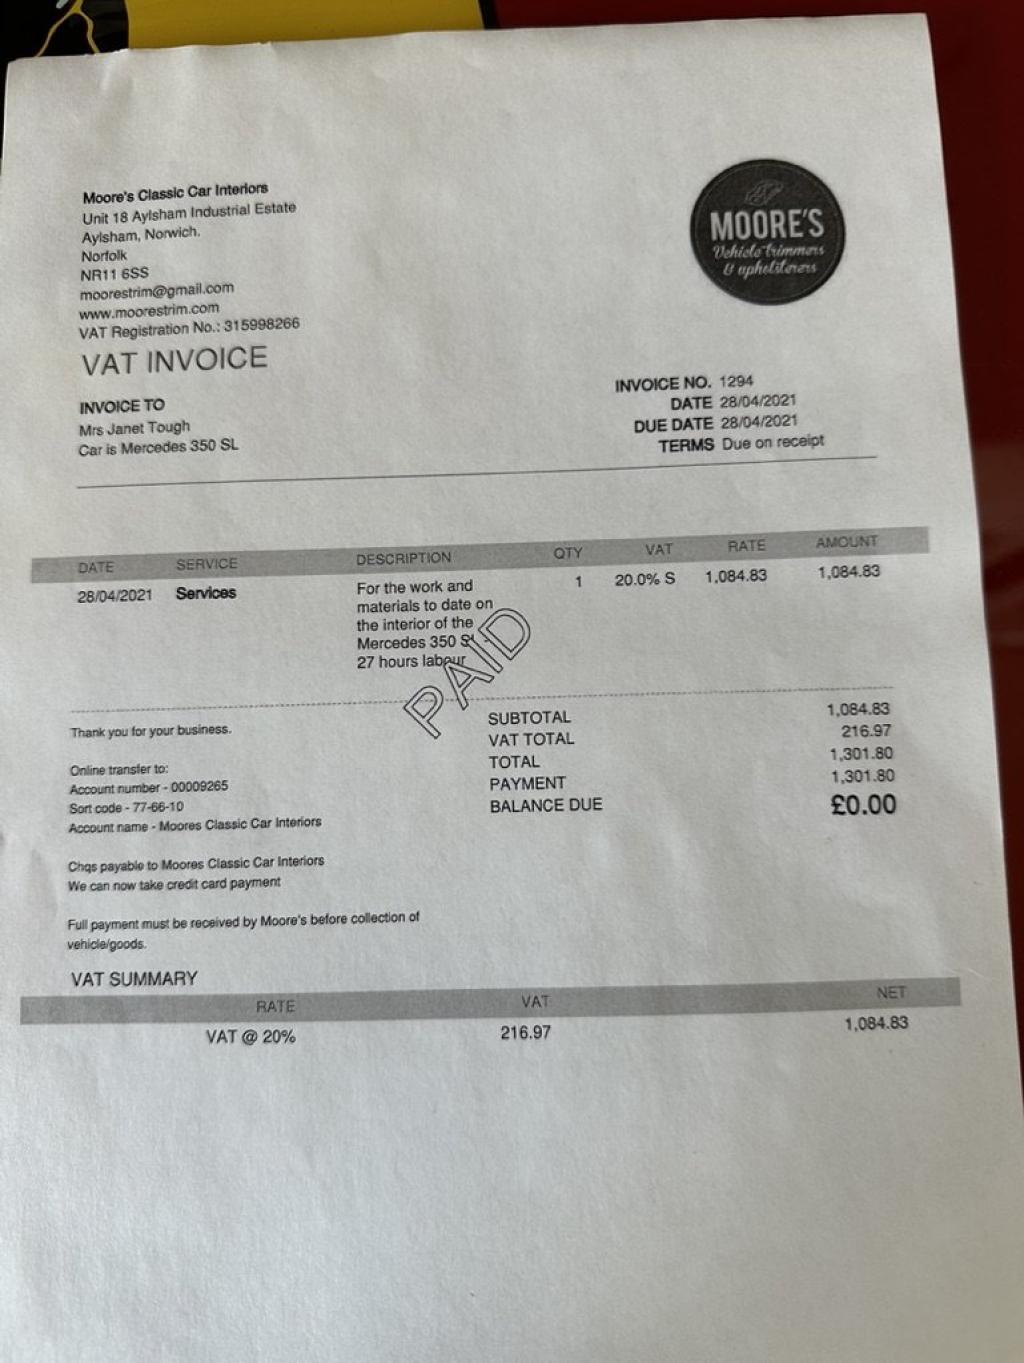 Moore's Classic Car Interiors
Unit 18 Aylsham Industrial Estate
Aylsham, Norwich.
Norfolk
NR11 6SS
moorestrim@gmail.com
www.moorestrim.com
VAT Registration No.: 315998266
MOORE'S
Vehicle trimmers
& upholsterers
VAT INVOICE
INVOICE TO
Mrs Janet Tough
Car is Mercedes 350 SL
INVOICE NO. 1294
DATE 28/04/2021
DUE DATE 28/04/2021
TERMS Due on receipt
DATE SERVICE DESCRIPTION QTY VAT RATE AMOUNT
28/04/2021 Services For the work and 1 20.0% S 1,084.83 1,084.83
materials to date on
the interior of the
Mercedes 350 SL -
27 hours labour
PAID
Thank you for your business.
Online transfer to:
Account number - 00009265
Sort code - 77-66-10
Account name - Moores Classic Car Interiors
Chqs payable to Moores Classic Car Interiors
We can now take credit card payment
Full payment must be received by Moore's before collection of
vehicle/goods.
SUBTOTAL 1,084.83
VAT TOTAL 216.97
TOTAL 1,301.80
PAYMENT 1,301.80
BALANCE DUE £0.00
VAT SUMMARY
RATE VAT NET
VAT @ 20% 216.97 1,084.83